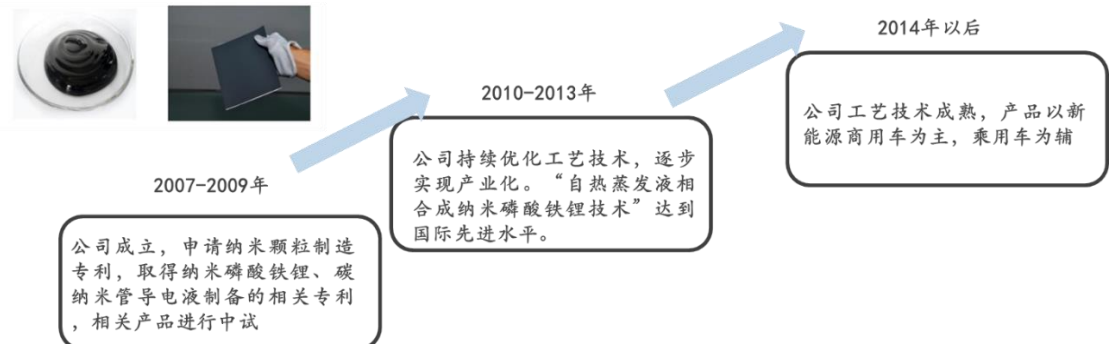 2007-2009年
公司成立，申请纳米颗粒制造
专利，取得纳米磷酸铁锂、碳
纳米管导电液制备的相关专利
，相关产品进行中试
2010-2013年
公司持续优化工艺技术，逐步
实现产业化。“自热蒸发液相
合成纳米磷酸铁锂技术”达到
国际先进水平。
2014年以后
公司工艺技术成熟，产品以新
能源商用车为主，乘用车为辅